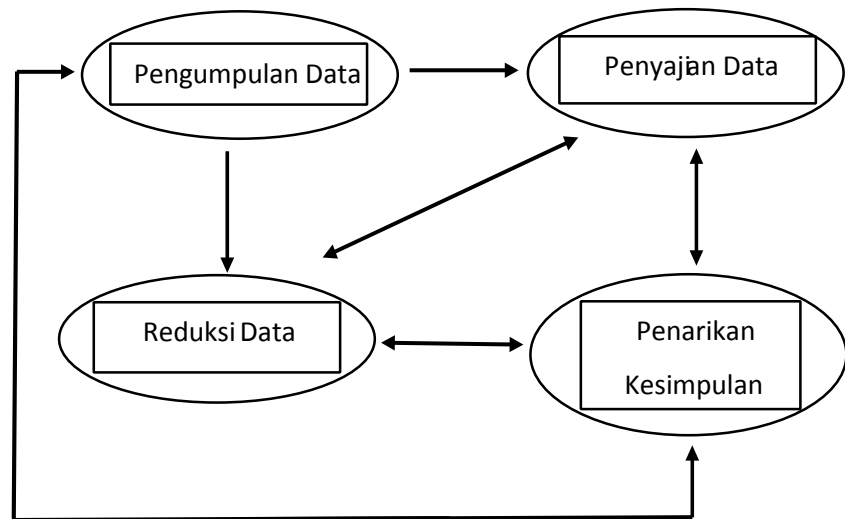 Pengumpulan Data
Penyajian Data
Reduksi Data
Penarikan
Kesimpulan